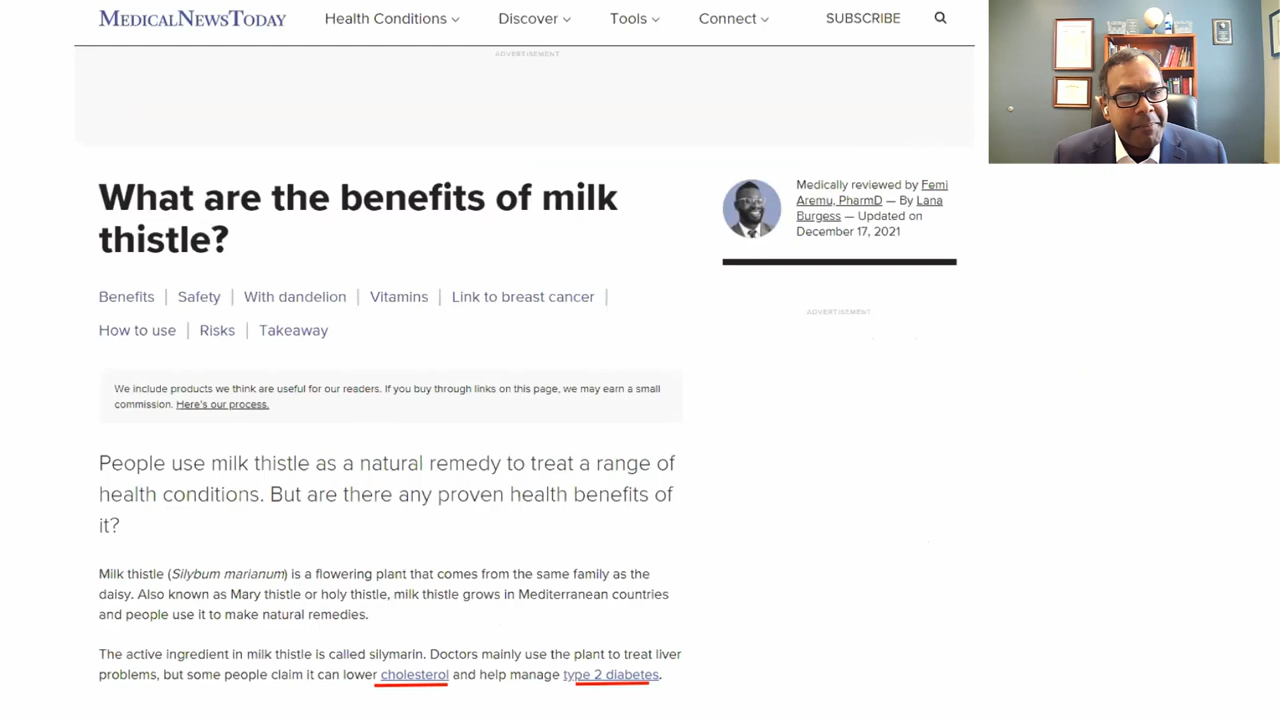 MEDICALNEWSTODAY
Health Conditions Discover Tools Connect SUBSCRIBE
ADVERTISEMENT
What are the benefits of milk
thistle?
Medically reviewed by Femi
Aremu, PharmD — By Lana
Burgess — Updated on
December 17, 2021
Benefits | Safety | With dandelion | Vitamins | Link to breast cancer |
How to use | Risks | Takeaway
ADVERTISEMENT
We include products we think are useful for our readers. If you buy through links on this page, we may earn a small
commission. Here's our process.
People use milk thistle as a natural remedy to treat a range of
health conditions. But are there any proven health benefits of
it?
Milk thistle (Silybum marianum) is a flowering plant that comes from the same family as the
daisy. Also known as Mary thistle or holy thistle, milk thistle grows in Mediterranean countries
and people use it to make natural remedies.
The active ingredient in milk thistle is called silymarin. Doctors mainly use the plant to treat liver
problems, but some people claim it can lower cholesterol and help manage type 2 diabetes.